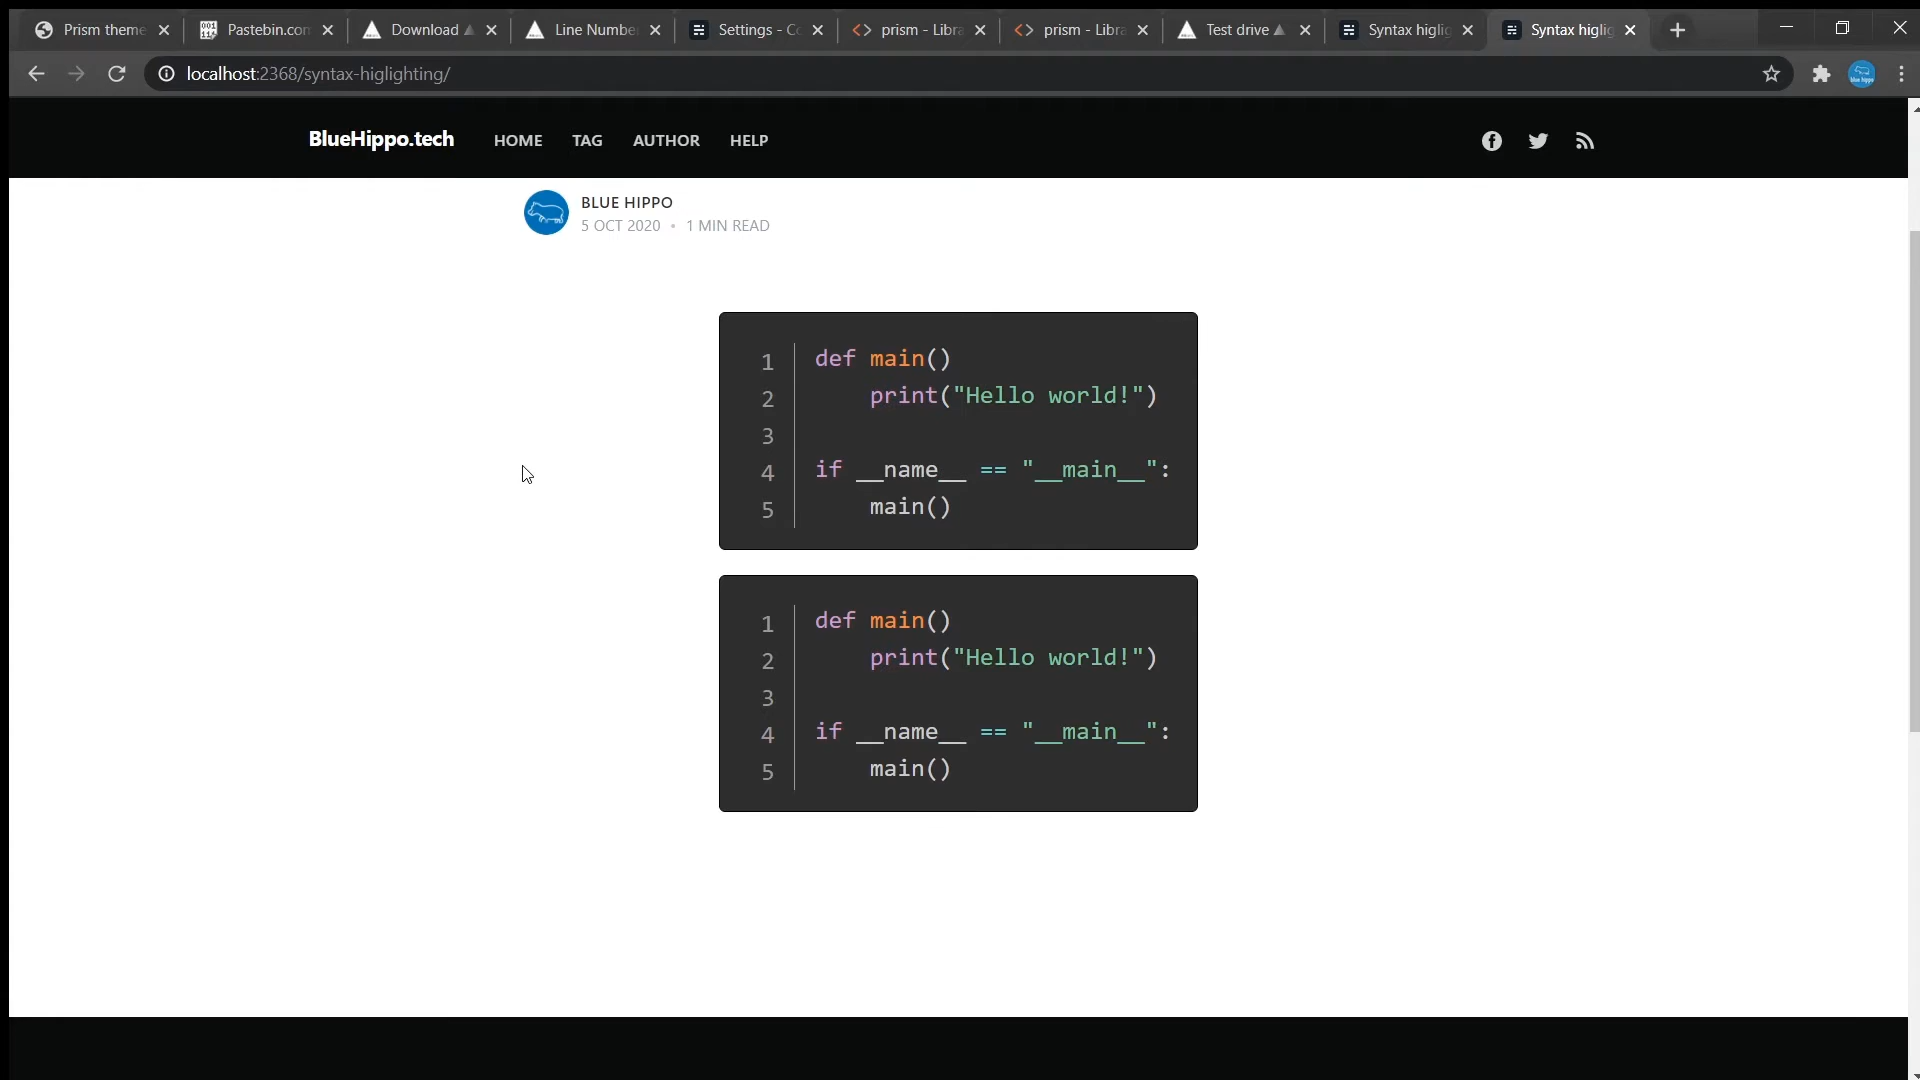 Prism theme
Pastebin.com
Download
Line Number
Settings - Co
prism - Libra
prism - Libra
Test drive
Syntax higlig
Syntax higlig
localhost:2368/syntax-higlighting/
BlueHippo.tech HOME TAG AUTHOR HELP
BLUE HIPPO
5 OCT 2020 • 1 MIN READ
1 def main()
2 print("Hello world!")
3
4 if __name__ == "__main__":
5 main()
1 def main()
2 print("Hello world!")
3
4 if __name__ == "__main__":
5 main()